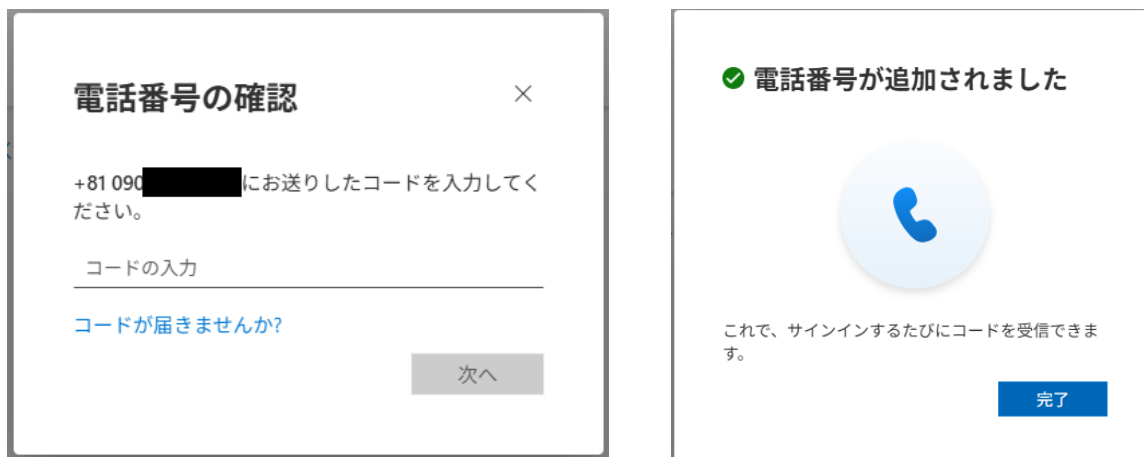 電話番号の確認
+81 090
にお送りしたコードを入力してく
ださい。
コードの入力
コードが届きませんか?
次へ
電話番号が追加されました
これで、サインインするたびにコードを受信できま
す。
完了